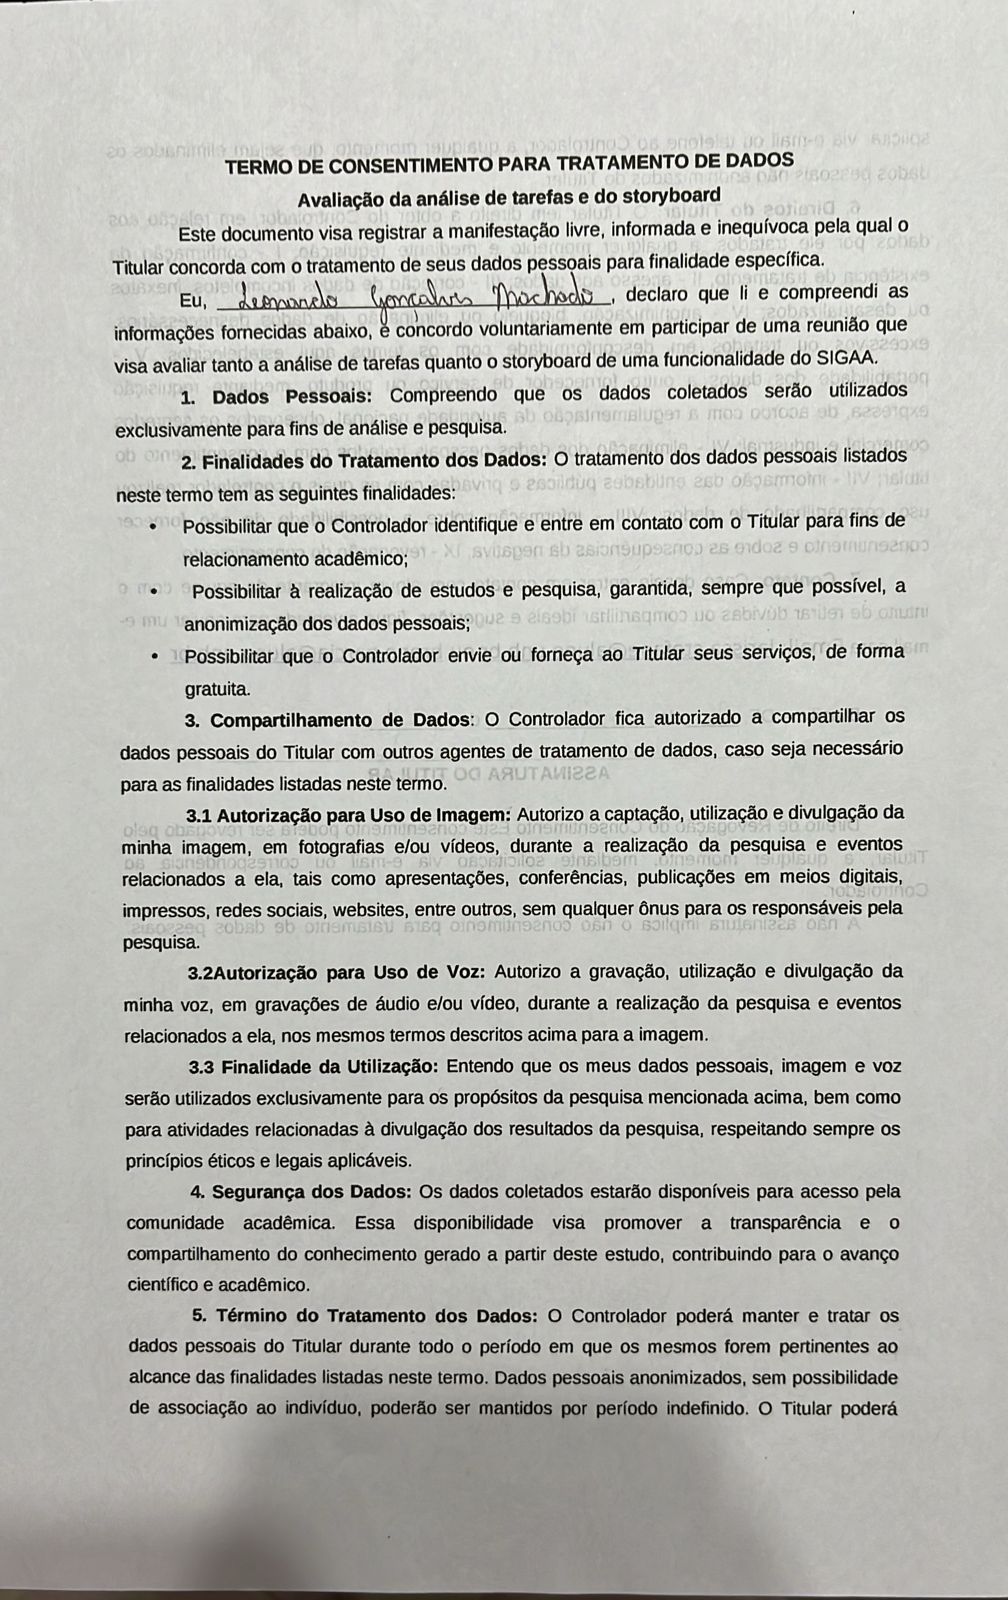 TERMO DE CONSENTIMENTO PARA TRATAMENTO DE DADOS
Avaliação da análise de tarefas e do storyboard
Este documento visa registrar a manifestação livre, informada e inequívoca pela qual o
Titular concorda com o tratamento de seus dados pessoais para finalidade específica.
Eu, Leonardo Gonçalves Machado, declaro que li e compreendi as
informações fornecidas abaixo, e concordo voluntariamente em participar de uma reunião que
visa avaliar tanto a análise de tarefas quanto o storyboard de uma funcionalidade do SIGAA.
1. Dados Pessoais: Compreendo que os dados coletados serão utilizados
exclusivamente para fins de análise e pesquisa.
2. Finalidades do Tratamento dos Dados: O tratamento dos dados pessoais listados
neste termo tem as seguintes finalidades:
• Possibilitar que o Controlador identifique e entre em contato com o Titular para fins de
relacionamento acadêmico;
• Possibilitar à realização de estudos e pesquisa, garantida, sempre que possível, a
anonimização dos dados pessoais;
• Possibilitar que o Controlador envie ou forneça ao Titular seus serviços, de forma
gratuita.
3. Compartilhamento de Dados: O Controlador fica autorizado a compartilhar os
dados pessoais do Titular com outros agentes de tratamento de dados, caso seja necessário
para as finalidades listadas neste termo.
3.1 Autorização para Uso de Imagem: Autorizo a captação, utilização e divulgação da
minha imagem, em fotografias e/ou vídeos, durante a realização da pesquisa e eventos
relacionados a ela, tais como apresentações, conferências, publicações em meios digitais,
impressos, redes sociais, websites, entre outros, sem qualquer ônus para os responsáveis pela
pesquisa.
3.2Autorização para Uso de Voz: Autorizo a gravação, utilização e divulgação da
minha voz, em gravações de áudio e/ou vídeo, durante a realização da pesquisa e eventos
relacionados a ela, nos mesmos termos descritos acima para a imagem.
3.3 Finalidade da Utilização: Entendo que os meus dados pessoais, imagem e voz
serão utilizados exclusivamente para os propósitos da pesquisa mencionada acima, bem como
para atividades relacionadas à divulgação dos resultados da pesquisa, respeitando sempre os
princípios éticos e legais aplicáveis.
4. Segurança dos Dados: Os dados coletados estarão disponíveis para acesso pela
comunidade acadêmica. Essa disponibilidade visa promover a transparência e o
compartilhamento do conhecimento gerado a partir deste estudo, contribuindo para o avanço
científico e acadêmico.
5. Término do Tratamento dos Dados: O Controlador poderá manter e tratar os
dados pessoais do Titular durante todo o período em que os mesmos forem pertinentes ao
alcance das finalidades listadas neste termo. Dados pessoais anonimizados, sem possibilidade
de associação ao indivíduo, poderão ser mantidos por período indefinido. O Titular poderá